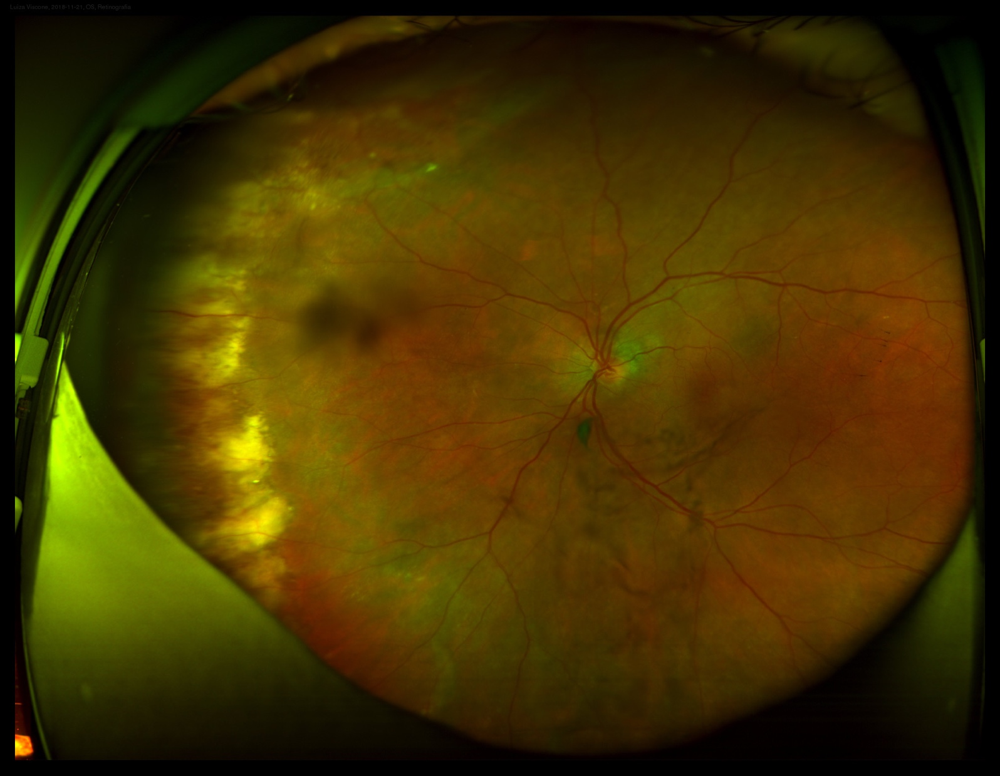 Luiza Viscone, 2018-11-21, OS, Retinografia